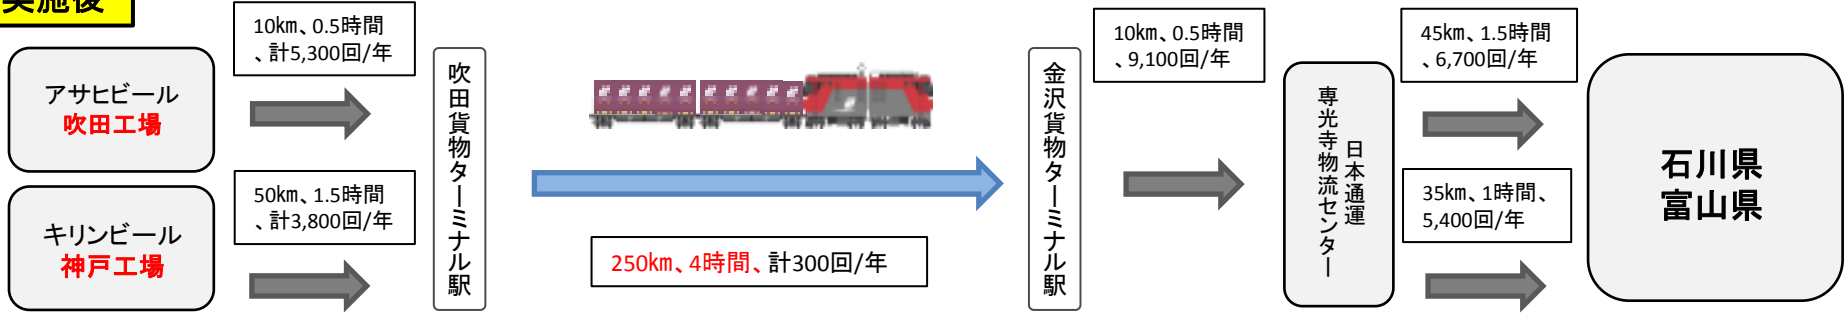 実施後
アサヒビール
吹田工場
キリンビール
神戸工場
10㎞、0.5時間
、計5,300回/年
50㎞、1.5時間
、計3,800回/年
吹田貨物ターミナル駅
250㎞、4時間、計300回/年
金沢貨物ターミナル駅
10㎞、0.5時間
、9,100回/年
日本通運
専光寺物流センター
45㎞、1.5時間
、6,700回/年
35㎞、1時間、
5,400回/年
石川県
富山県